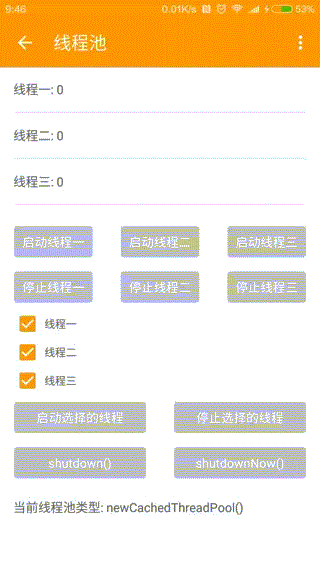 9:46 0.01K/s 53%
线程池
线程一: 0
线程二: 0
线程三: 0
启动线程一 启动线程二 启动线程三
停止线程一 停止线程二 停止线程三
线程一
线程二
线程三
启动选择的线程 停止选择的线程
shutdown() shutdownNow()
当前线程池类型: newCachedThreadPool()